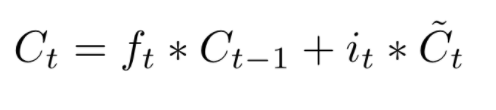 C_t = f_t * C_{t-1} + i_t * \tilde{C}_t